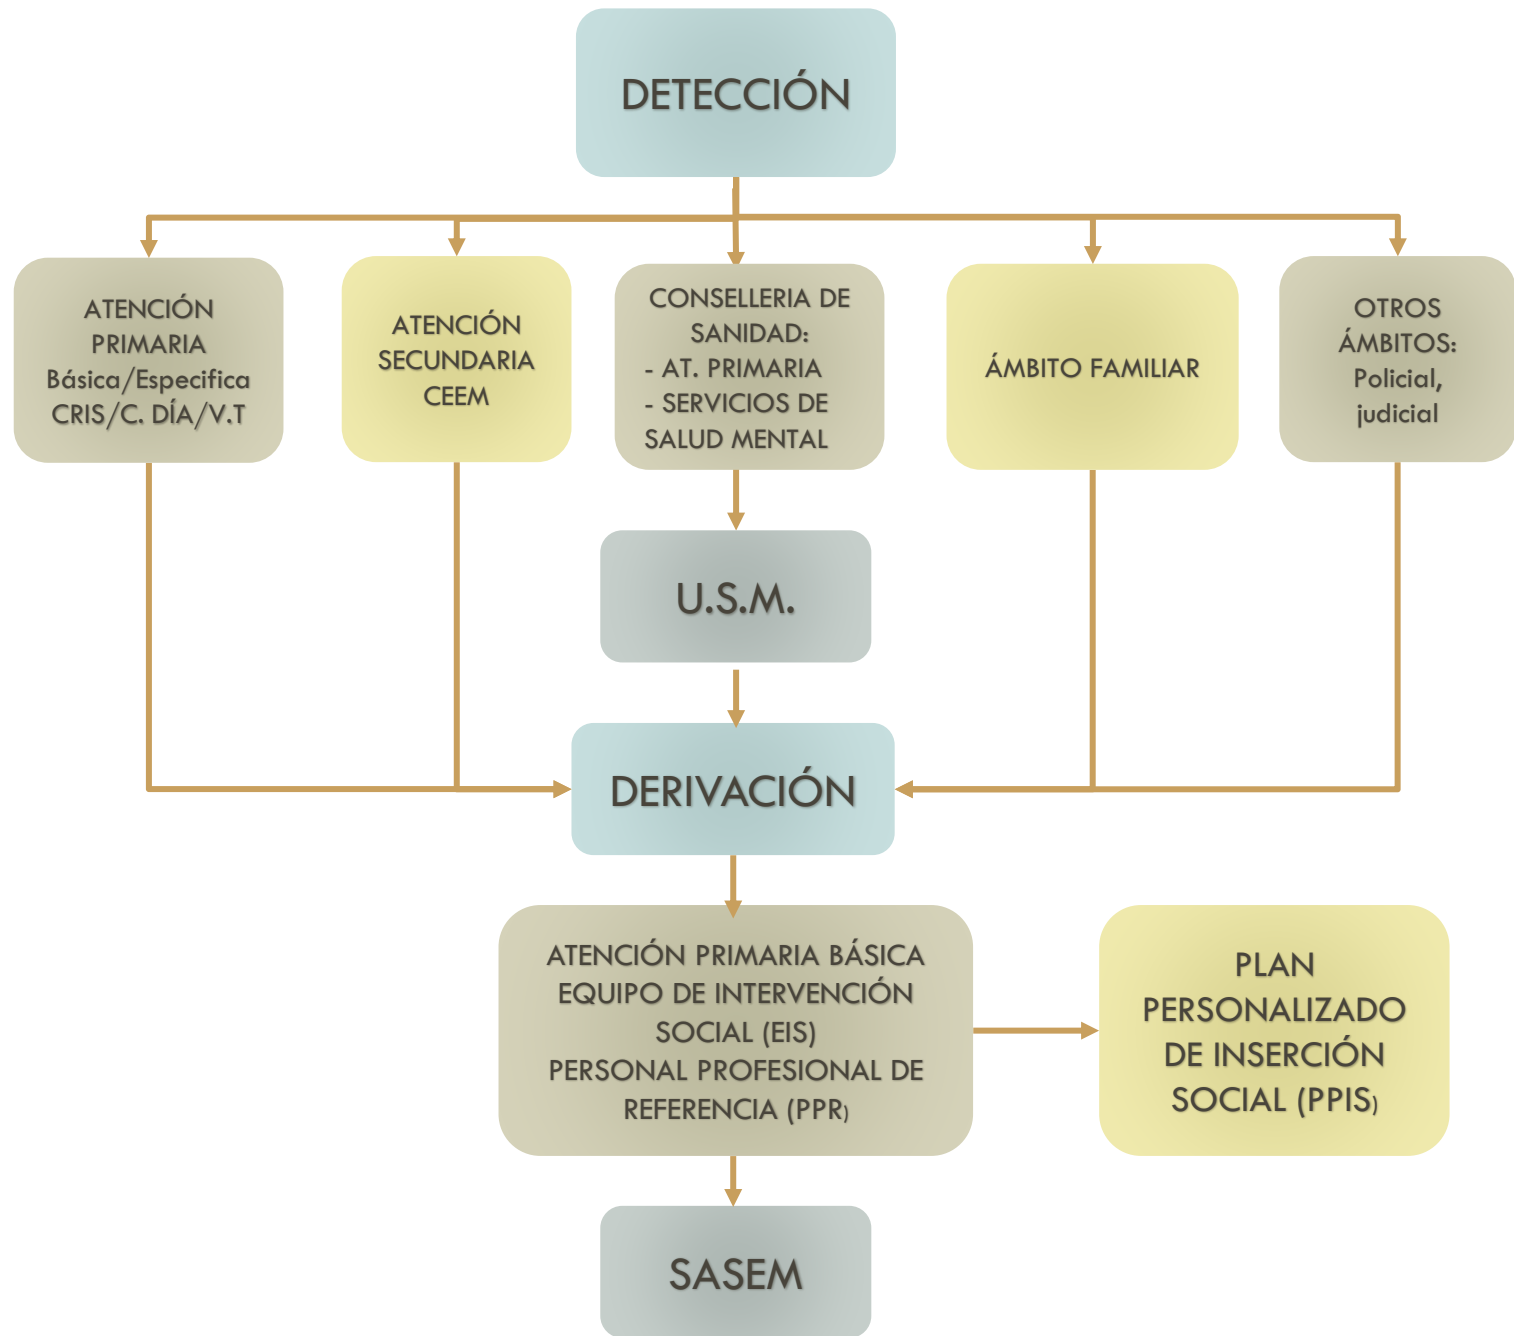 DETECCIÓN
ATENCIÓN
PRIMARIA
Básica/Especifica
CRIS/C. DÍA/V.T
ATENCIÓN
SECUNDARIA
CEEM
CONSELLERIA DE
SANIDAD:
- AT. PRIMARIA
- SERVICIOS DE
SALUD MENTAL
ÁMBITO FAMILIAR
OTROS
ÁMBITOS:
Policial,
judicial
U.S.M.
DERIVACIÓN
ATENCIÓN PRIMARIA BÁSICA
EQUIPO DE INTERVENCIÓN
SOCIAL (EIS)
PERSONAL PROFESIONAL DE
REFERENCIA (PPR)
PLAN
PERSONALIZADO
DE INSERCIÓN
SOCIAL (PPIS)
SASEM